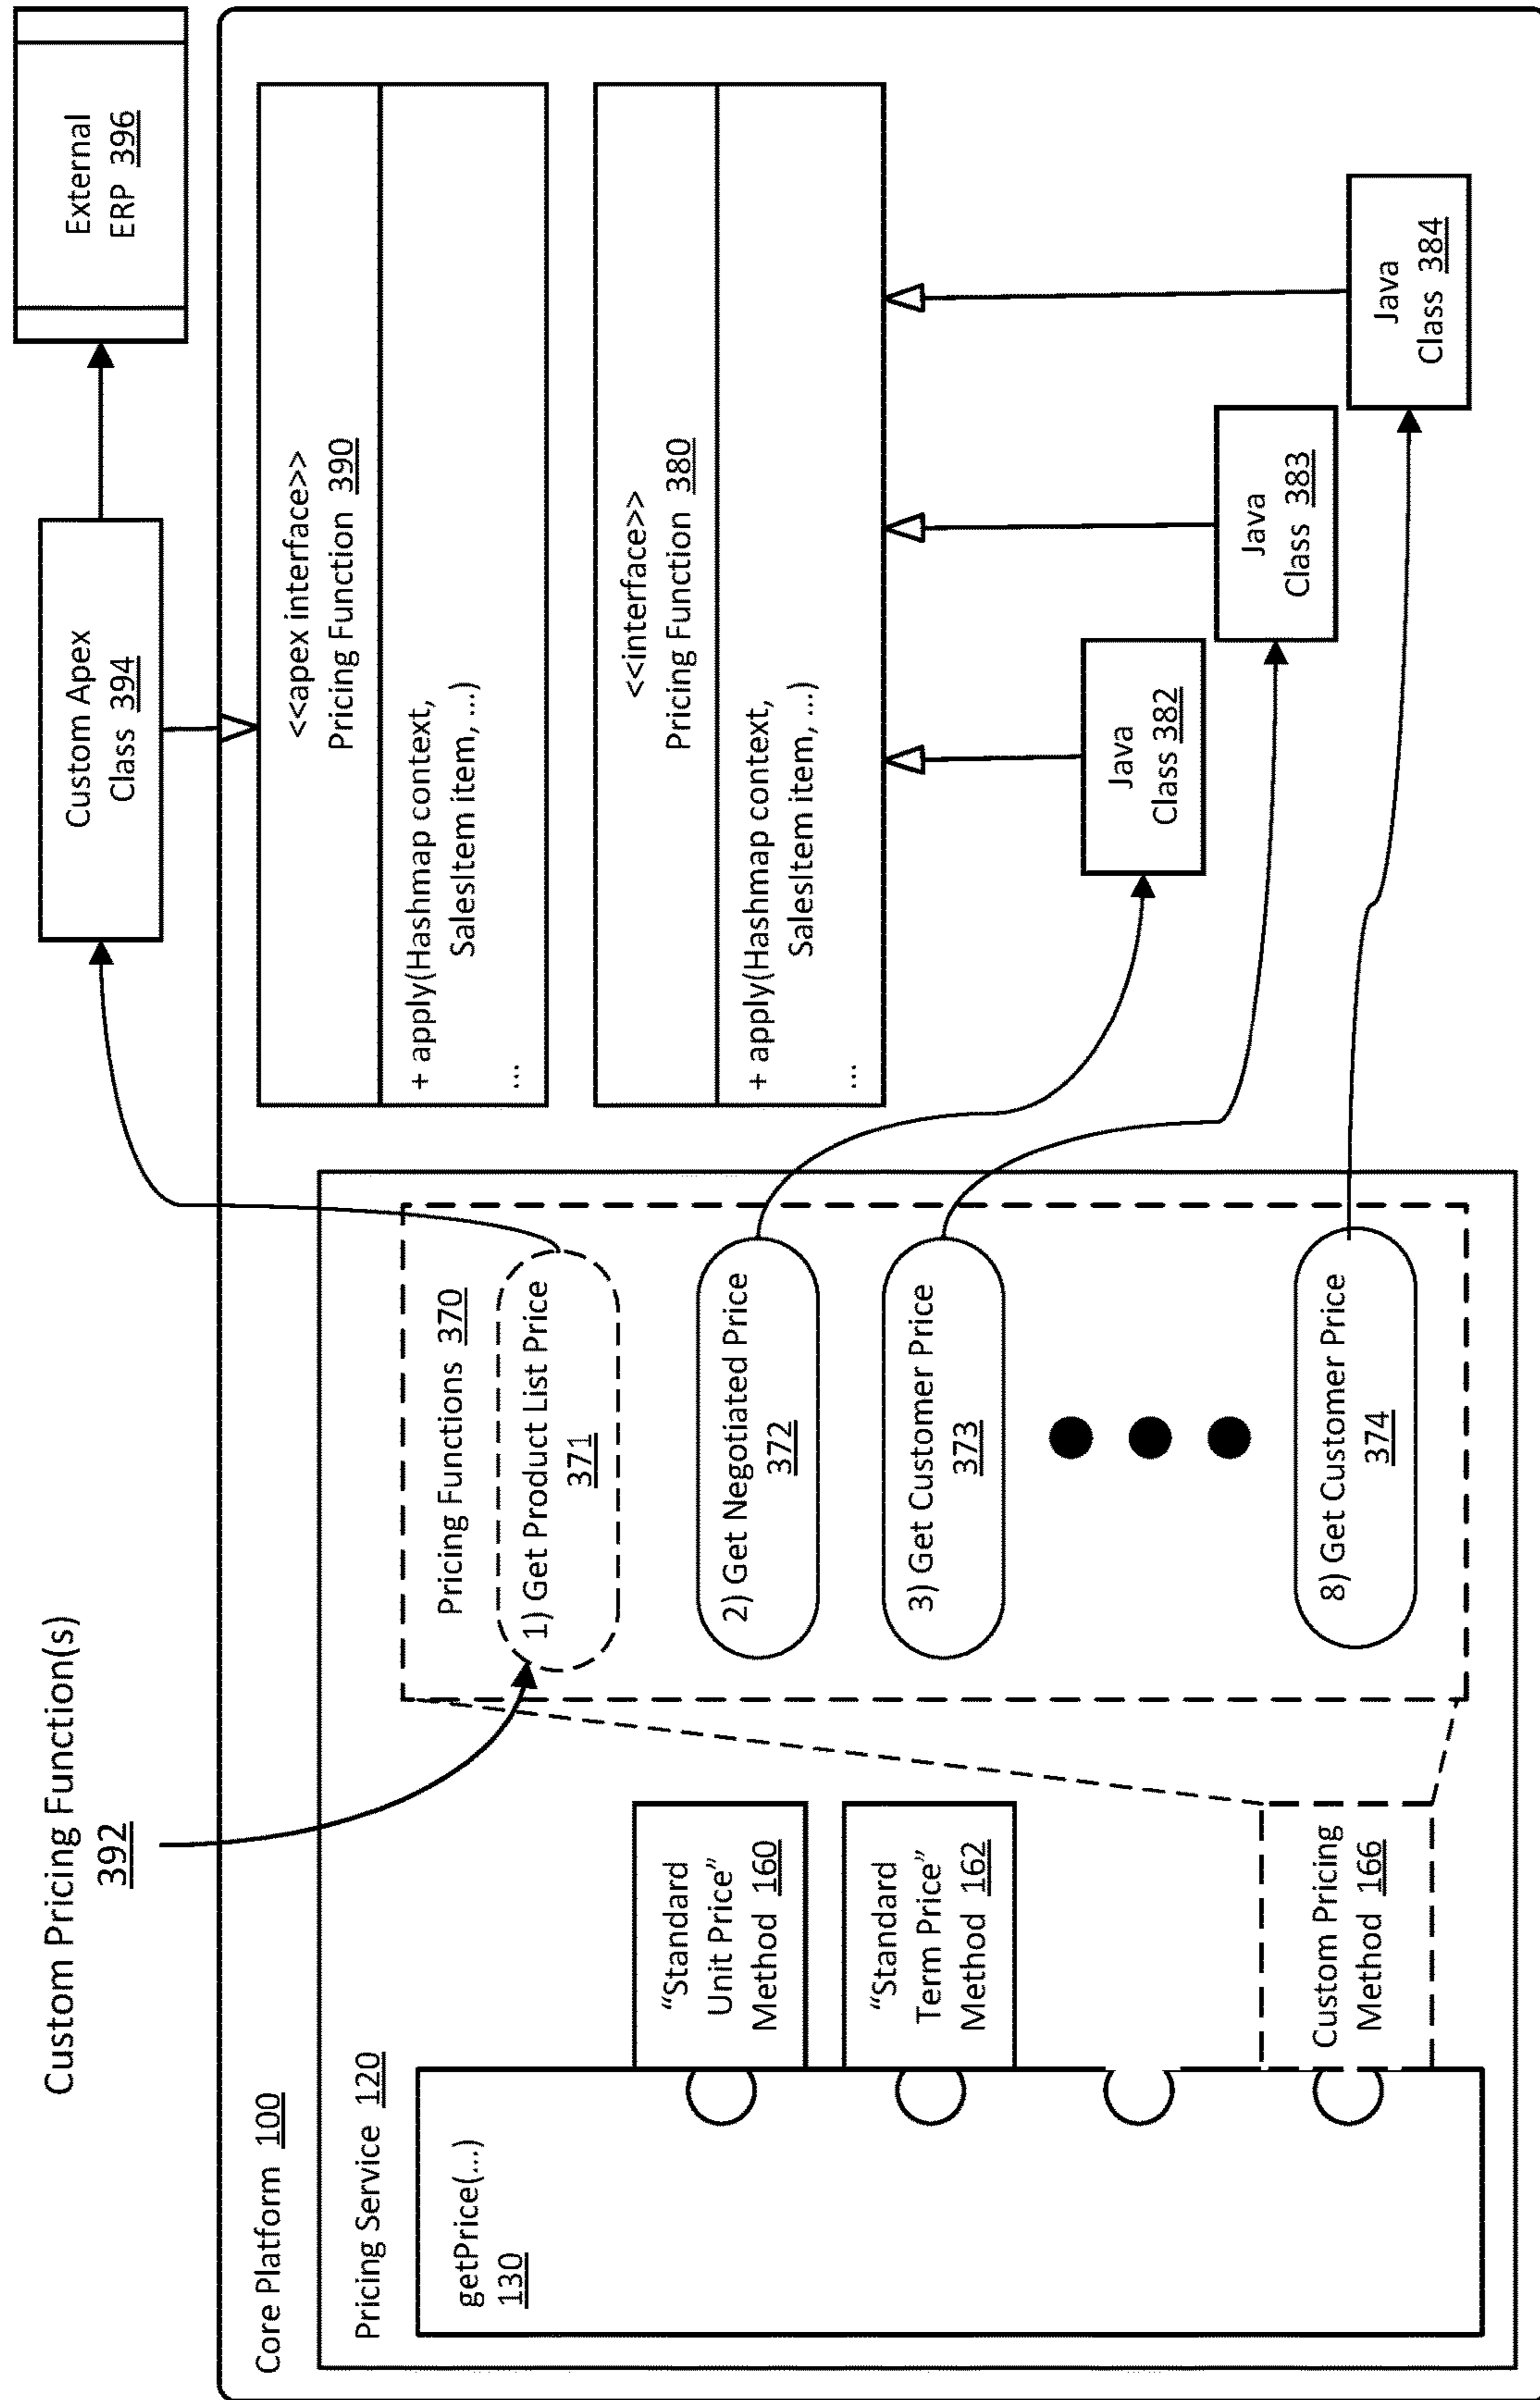 Custom Pricing Function(s)
392
Custom Apex
Class 394
External
ERP 396
Core Platform 100
Pricing Service 120
getPrice(...)
130
“Standard
Unit Price”
Method 160
“Standard
Term Price”
Method 162
Custom Pricing
Method 166
Pricing Functions 370
1) Get Product List Price
371
2) Get Negotiated Price
372
3) Get Customer Price
373
8) Get Customer Price
374
<<apex interface>>
Pricing Function 390
+ apply(Hashmap context,
SalesItem item, ...)
...
<<interface>>
Pricing Function 380
+ apply(Hashmap context,
SalesItem item, ...)
...
Java
Class 382
Java
Class 383
Java
Class 384